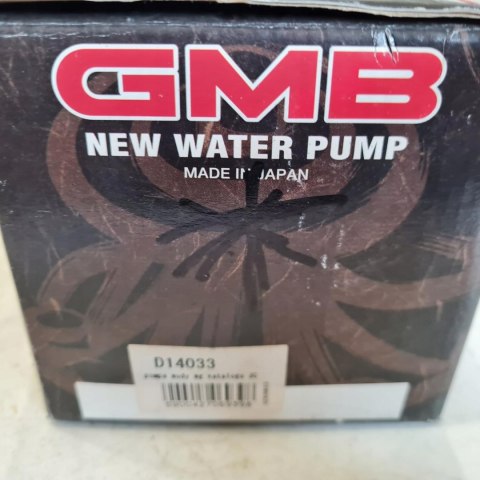 GMB
NEW WATER PUMP
MADE IN JAPAN
D14033